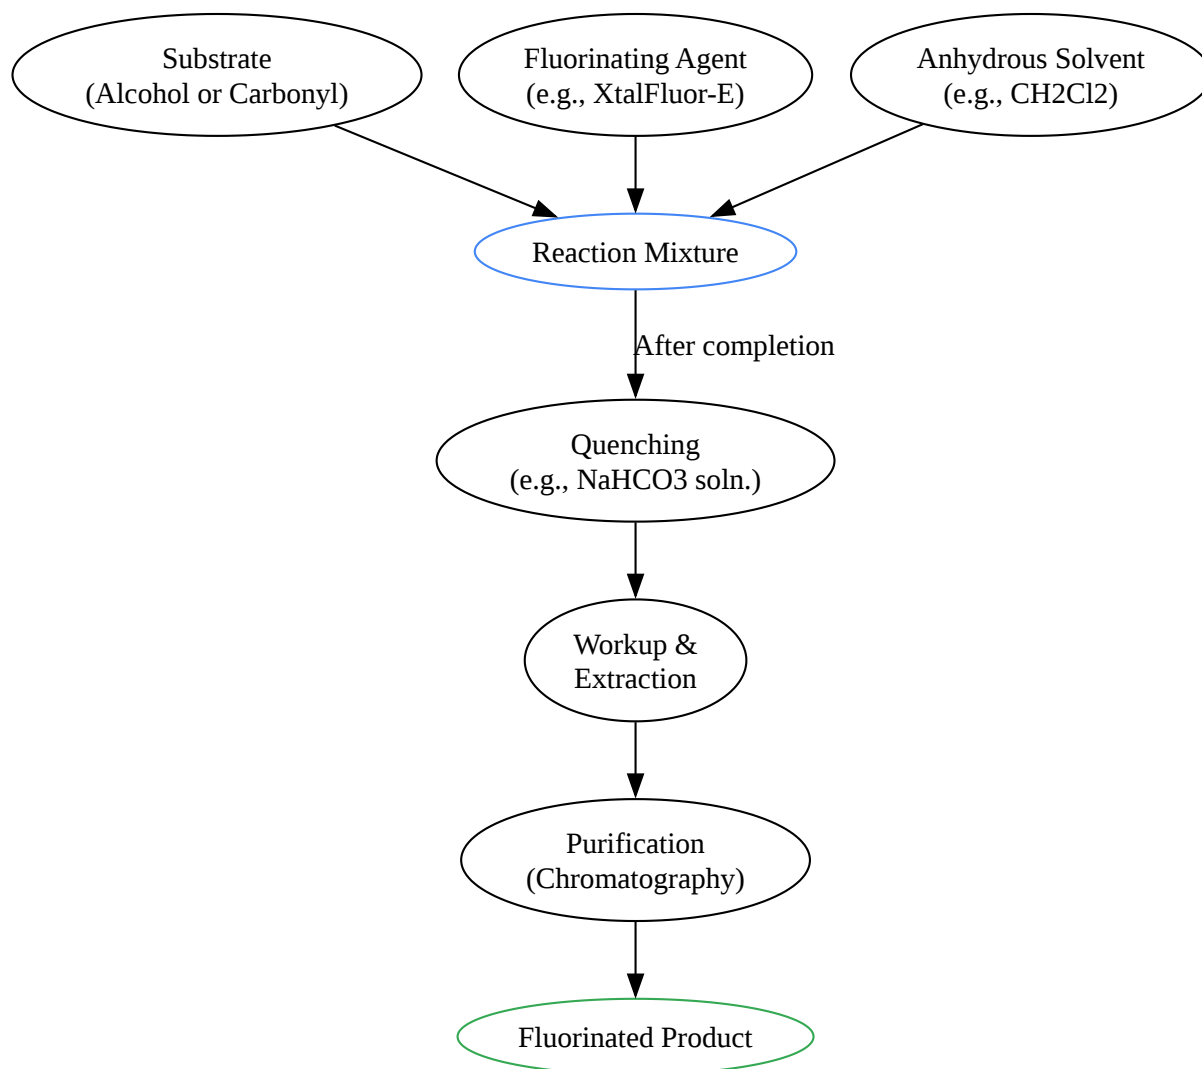 Substrate
(Alcohol or Carbonyl)
Fluorinating Agent
(e.g., XtalFluor-E)
Anhydrous Solvent
(e.g., CH2Cl2)
Reaction Mixture
After completion
Quenching
(e.g., NaHCO3 soln.)
Workup &
Extraction
Purification
(Chromatography)
Fluorinated Product